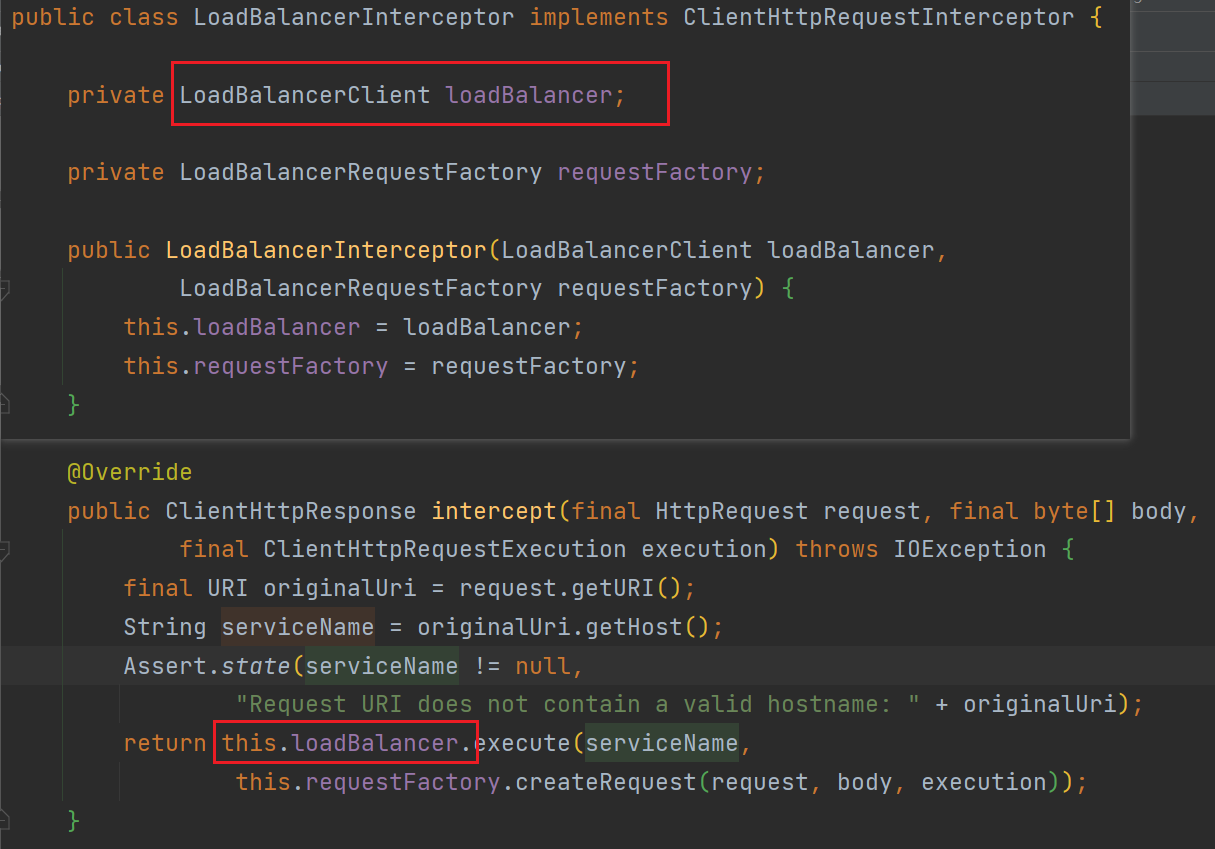 public class LoadBalancerInterceptor implements ClientHttpRequestInterceptor {
private LoadBalancerClient loadBalancer;
private LoadBalancerRequestFactory requestFactory;
public LoadBalancerInterceptor(LoadBalancerClient loadBalancer,
LoadBalancerRequestFactory requestFactory) {
this.loadBalancer = loadBalancer;
this.requestFactory = requestFactory;
}
@Override
public ClientHttpResponse intercept(final HttpRequest request, final byte[] body,
final ClientHttpRequestExecution execution) throws IOException {
final URI originalUri = request.getURI();
String serviceName = originalUri.getHost();
Assert.state(serviceName != null,
"Request URI does not contain a valid hostname: " + originalUri);
return this.loadBalancer.execute(serviceName,
this.requestFactory.createRequest(request, body, execution));
}